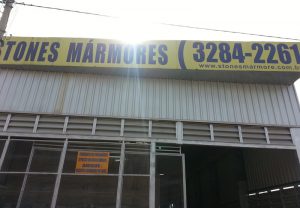 STONES MÁRMORES ( 3284-2261
www.stonesmarmore.com.b